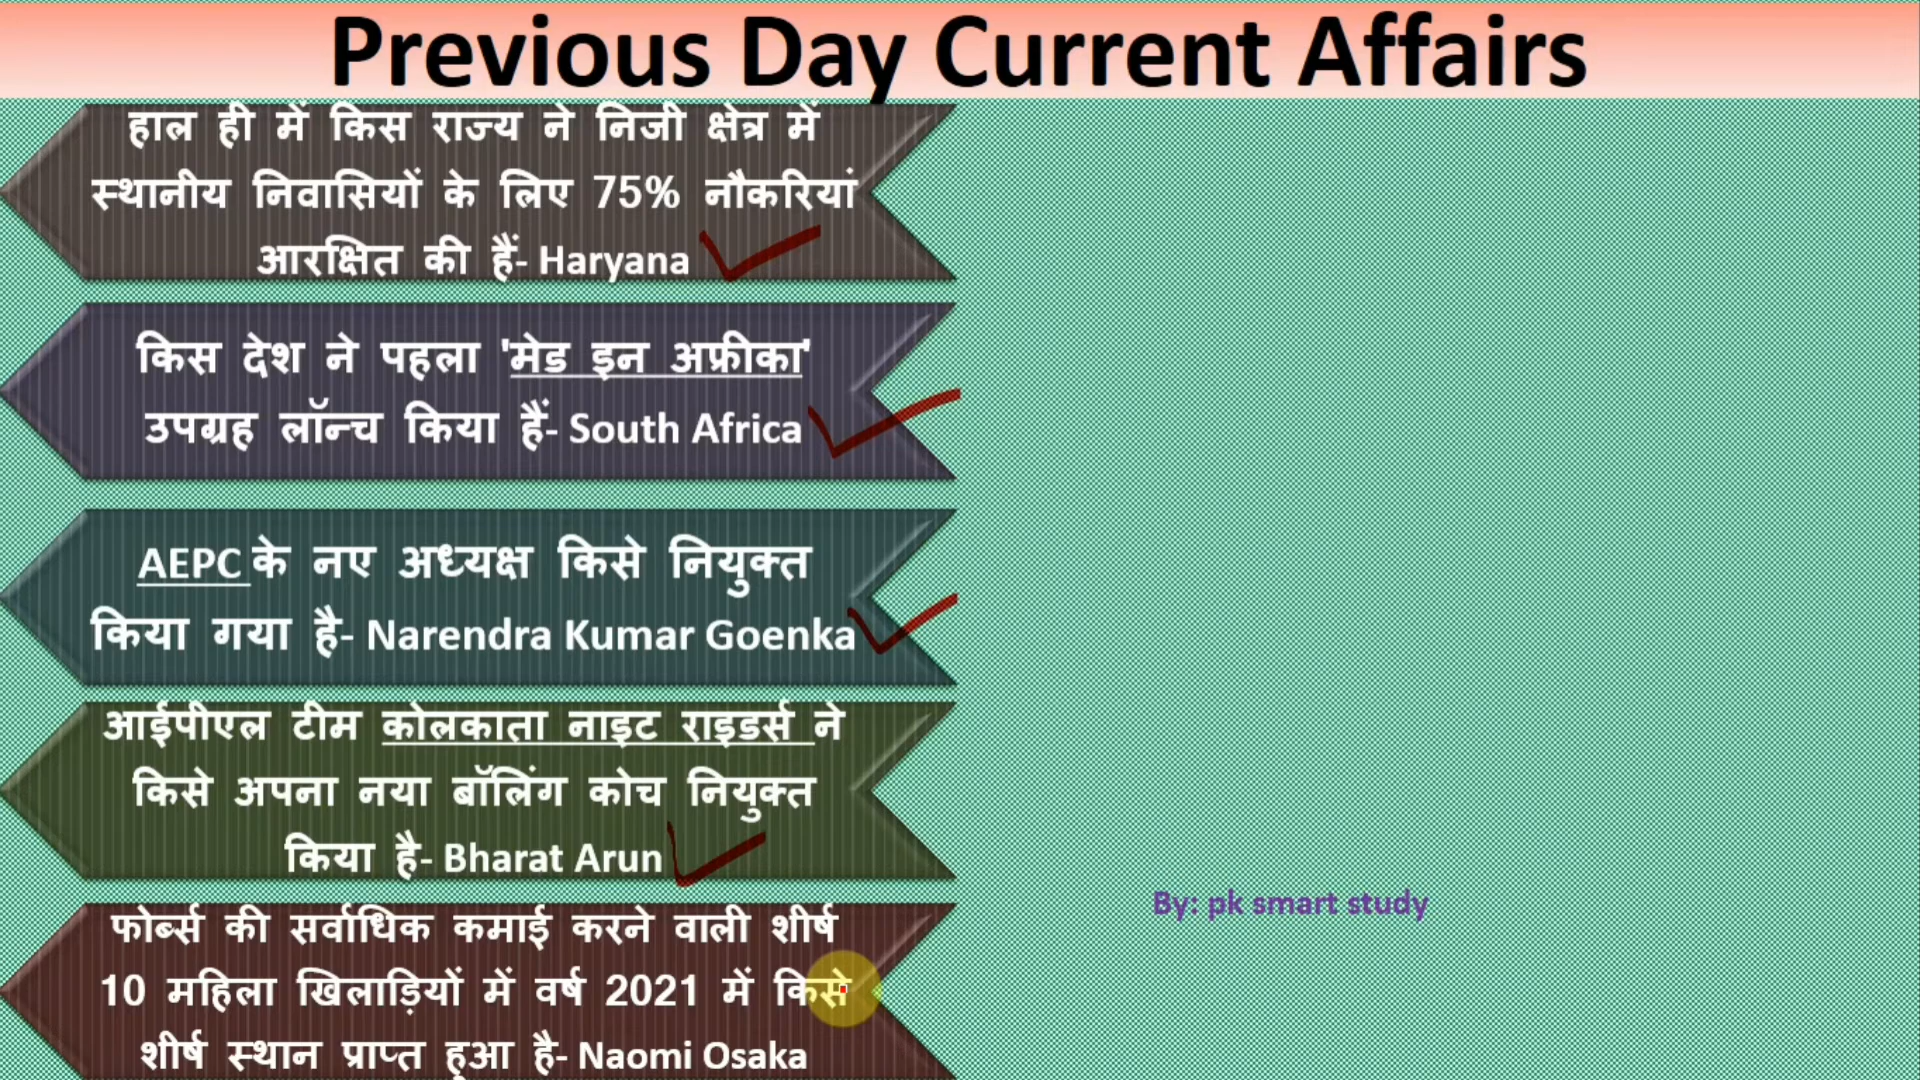 Previous Day Current Affairs
हाल ही में किस राज्य ने निजी क्षेत्र में
स्थानीय निवासियों के लिए 75% नौकरियां
आरक्षित की हैं- Haryana
किस देश ने पहला 'मेड इन अफ्रीका'
उपग्रह लॉन्च किया हैं- South Africa
AEPC के नए अध्यक्ष किसे नियुक्त
किया गया है- Narendra Kumar Goenka
आईपीएल टीम कोलकाता नाइट राइडर्स ने
किसे अपना नया बॉलिंग कोच नियुक्त
किया है- Bharat Arun
फोर्ब्स की सर्वाधिक कमाई करने वाली शीर्ष
10 महिला खिलाड़ियों में वर्ष 2021 में किसे
शीर्ष स्थान प्राप्त हुआ है- Naomi Osaka
By: pk smart study